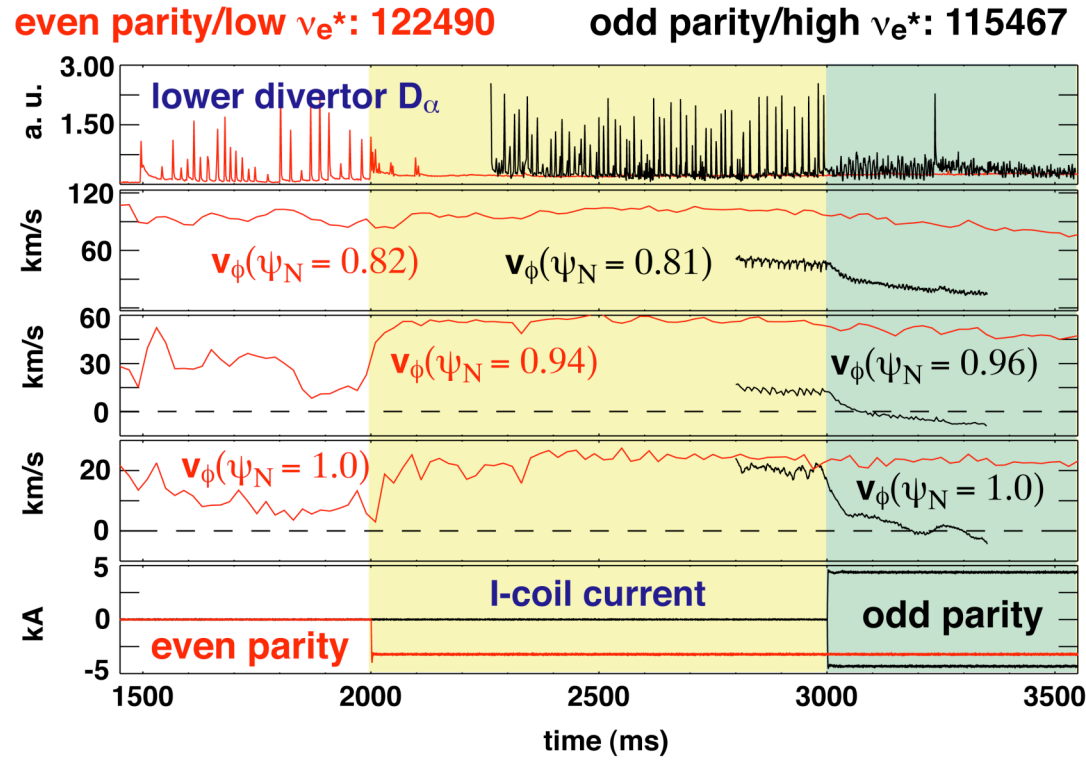 even parity/low νe*: 122490 odd parity/high νe*: 115467
3.00
a. u.
1.50
lower divertor Dα
120
km/s
60
vϕ(ψN = 0.82) vϕ(ψN = 0.81)
60
km/s
30
0
vϕ(ψN = 0.94) vϕ(ψN = 0.96)
km/s
20
0
vϕ(ψN = 1.0) vϕ(ψN = 1.0)
5
kA
0
-5
I-coil current
even parity
odd parity
1500 2000 2500 3000 3500
time (ms)